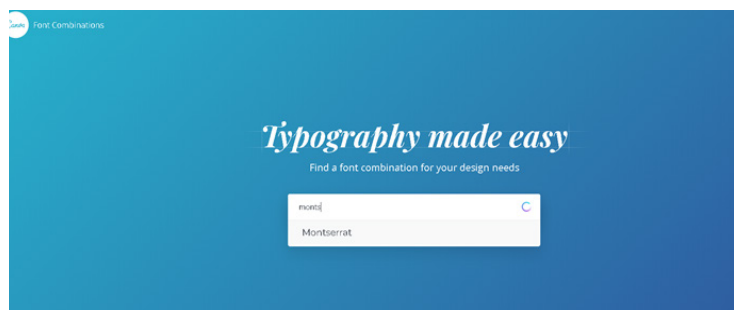 Canva
Font Combinations
Typography made easy
Find a font combination for your design needs
monts
Montserrat